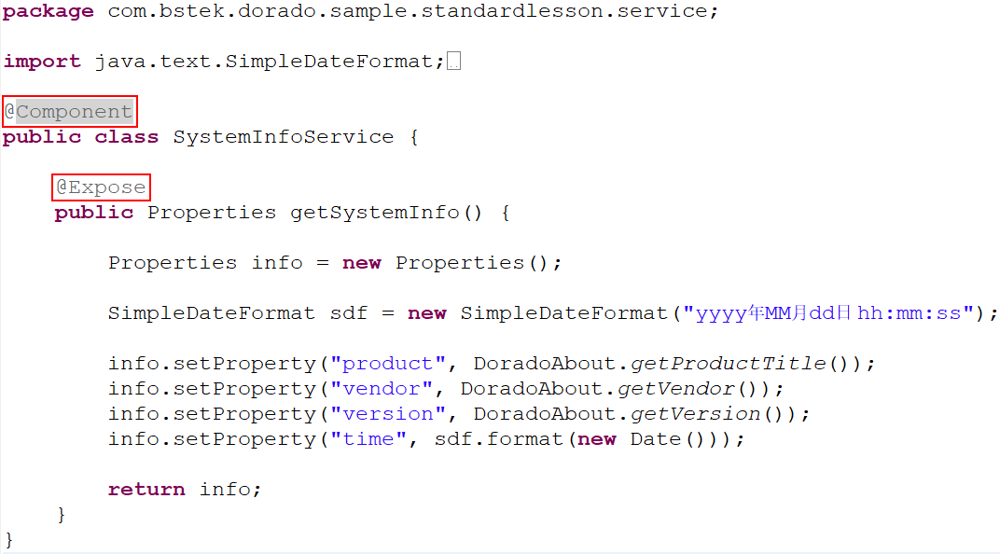 package com.bstek.dorado.sample.standardlesson.service;
import java.text.SimpleDateFormat;..
@Component
public class SystemInfoService {
@Expose
public Properties getSystemInfo() {
Properties info = new Properties();
SimpleDateFormat sdf = new SimpleDateFormat("yyyy年MM月dd日 hh:mm:ss");
info.setProperty("product", DoradoAbout.getProductTitle());
info.setProperty("vendor", DoradoAbout.getVendor());
info.setProperty("version", DoradoAbout.getVersion());
info.setProperty("time", sdf.format(new Date()));
return info;
}
}